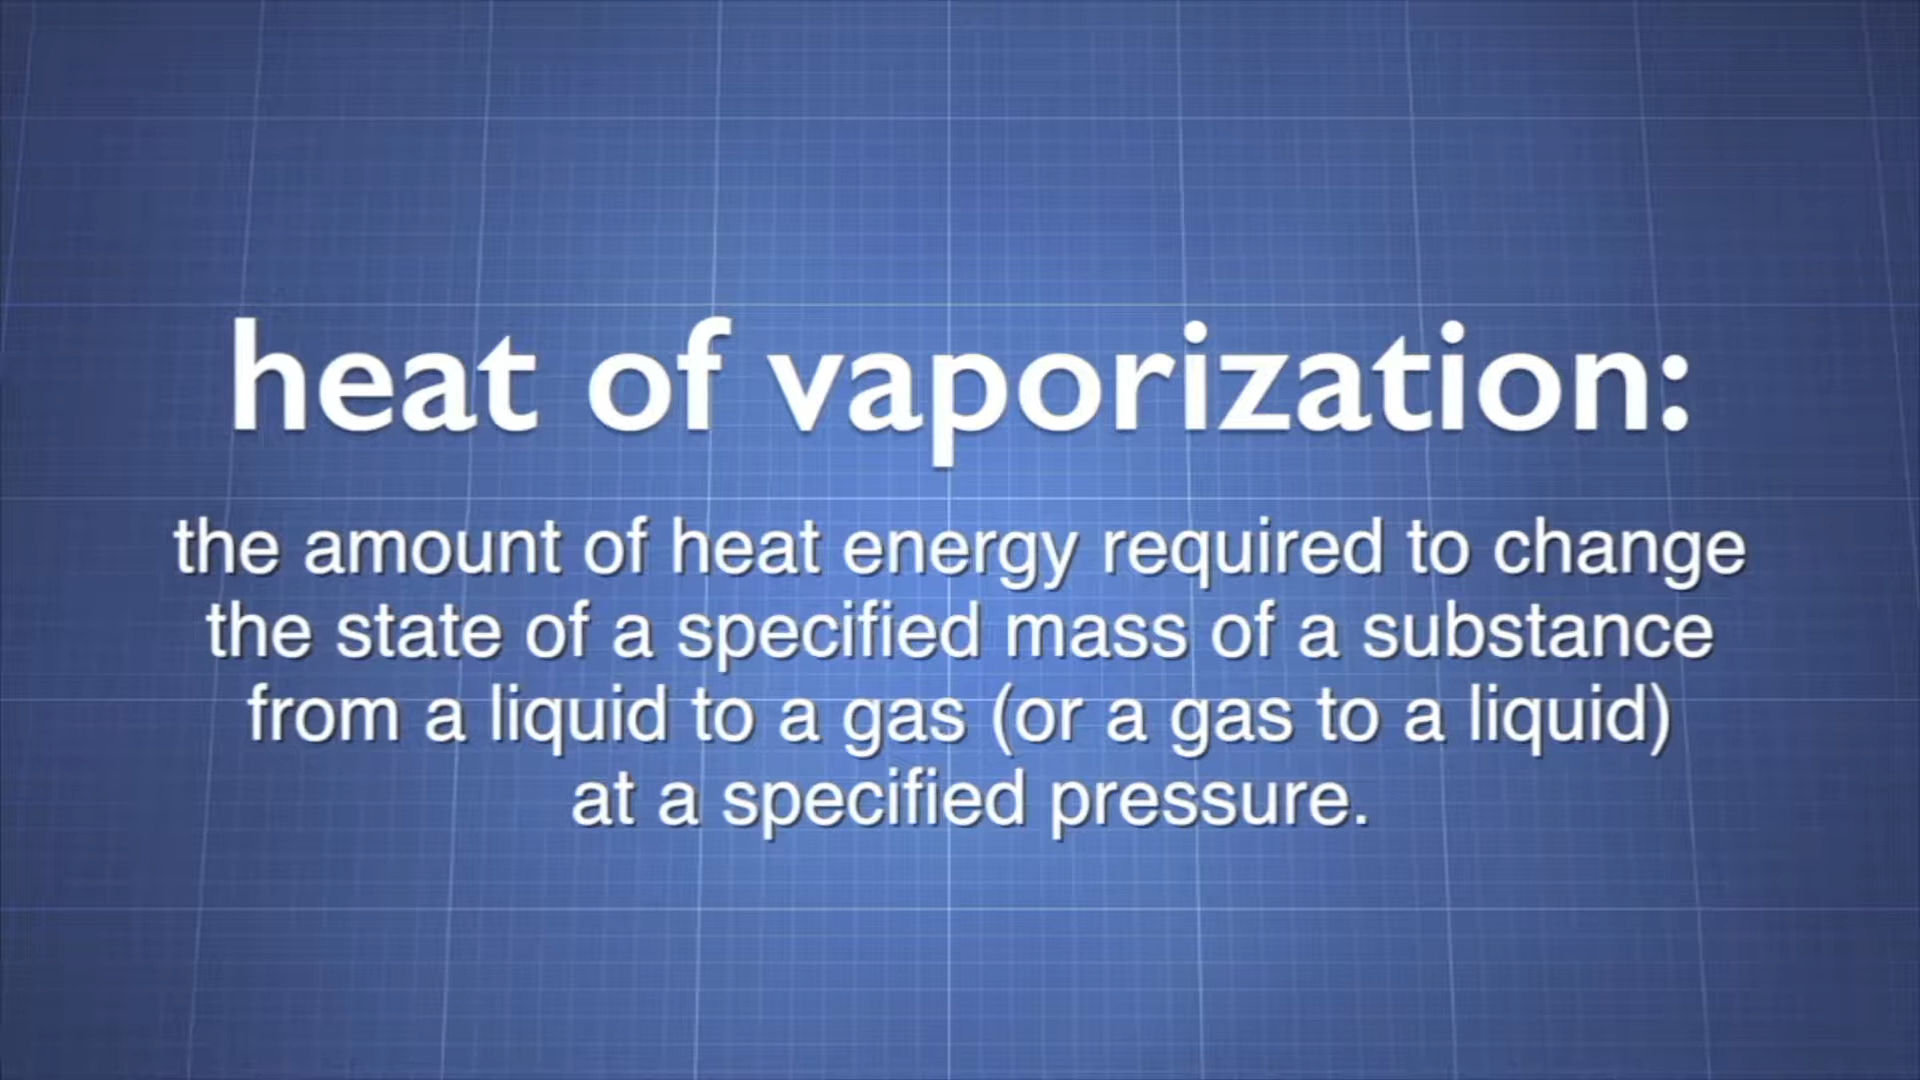 heat of vaporization:
the amount of heat energy required to change
the state of a specified mass of a substance
from a liquid to a gas (or a gas to a liquid)
at a specified pressure.